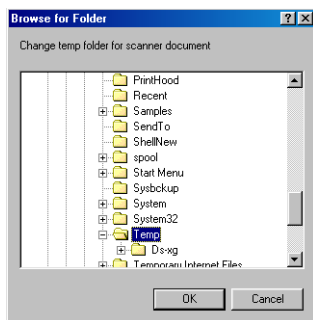 Browse for Folder
Change temp folder for scanner document
PrintHood
Recent
Samples
SendTo
ShellNew
spool
Start Menu
Sysbckup
System
System32
Temp
Ds-xg
Temporary Internet Files
OK Cancel